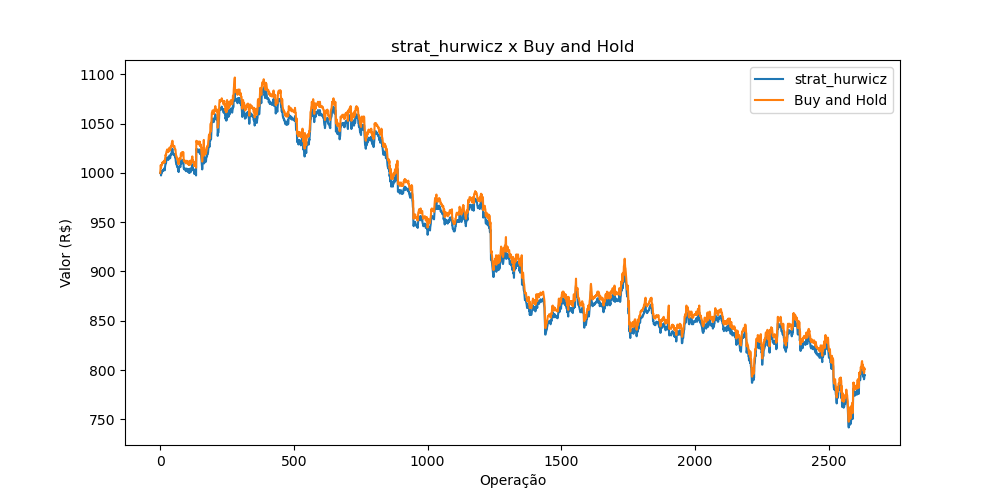 strat_hurwicz x Buy and Hold
strat_hurwicz
Buy and Hold
1100
1050
1000
950
900
850
800
750
Valor (R$)
0
500
1000
1500
2000
2500
Operação